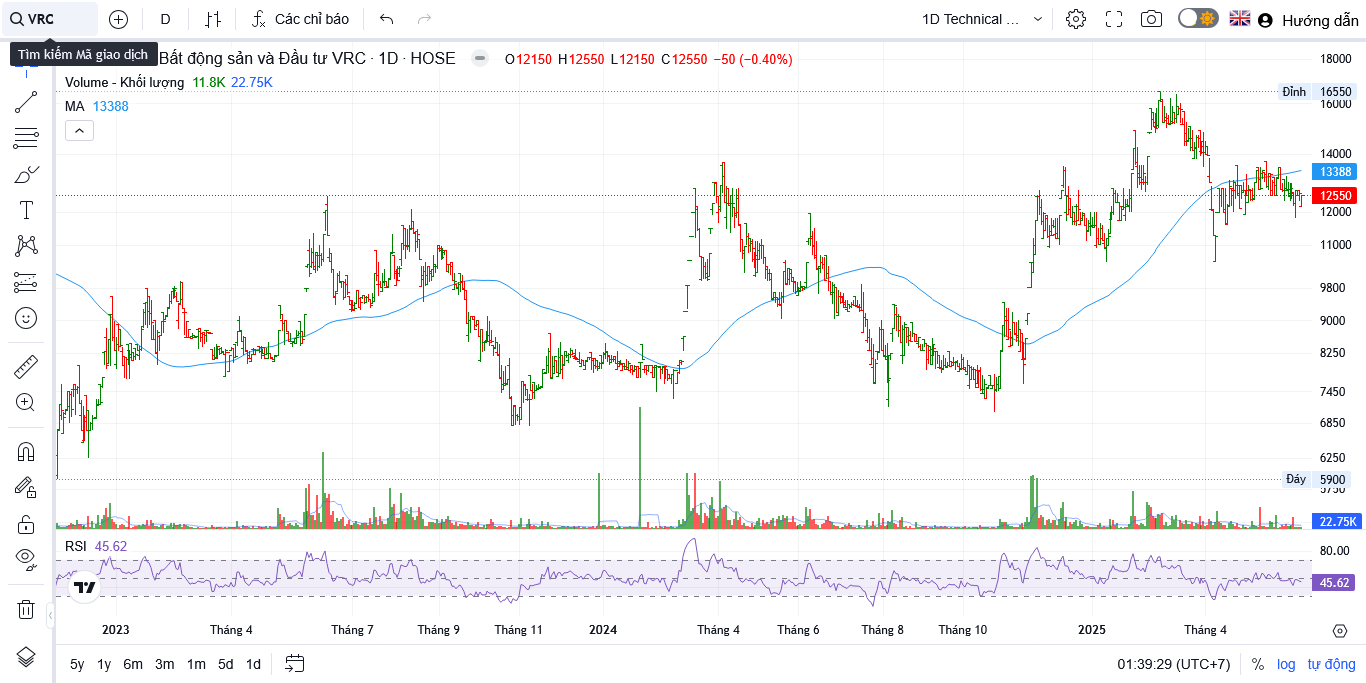 VRC
D
Các chỉ báo
1D Technical ...
Hướng dẫn
Tìm kiếm Mã giao dịch
Bất động sản và Đầu tư VRC · 1D · HOSE
O12150 H12550 L12150 C12550 −50 (−0.40%)
Volume - Khối lượng 11.8K 22.75K
MA 13388
18000
Đỉnh 16550
16000
14000
13388
12550
12000
11000
9800
9000
8250
7450
6850
6250
Đáy 5900
5750
22.75K
RSI 45.62
80.00
45.62
2023 Tháng 4 Tháng 7 Tháng 9 Tháng 11 2024 Tháng 4 Tháng 6 Tháng 8 Tháng 10 2025 Tháng 4
5y 1y 6m 3m 1m 5d 1d
01:39:29 (UTC+7) % log tự động